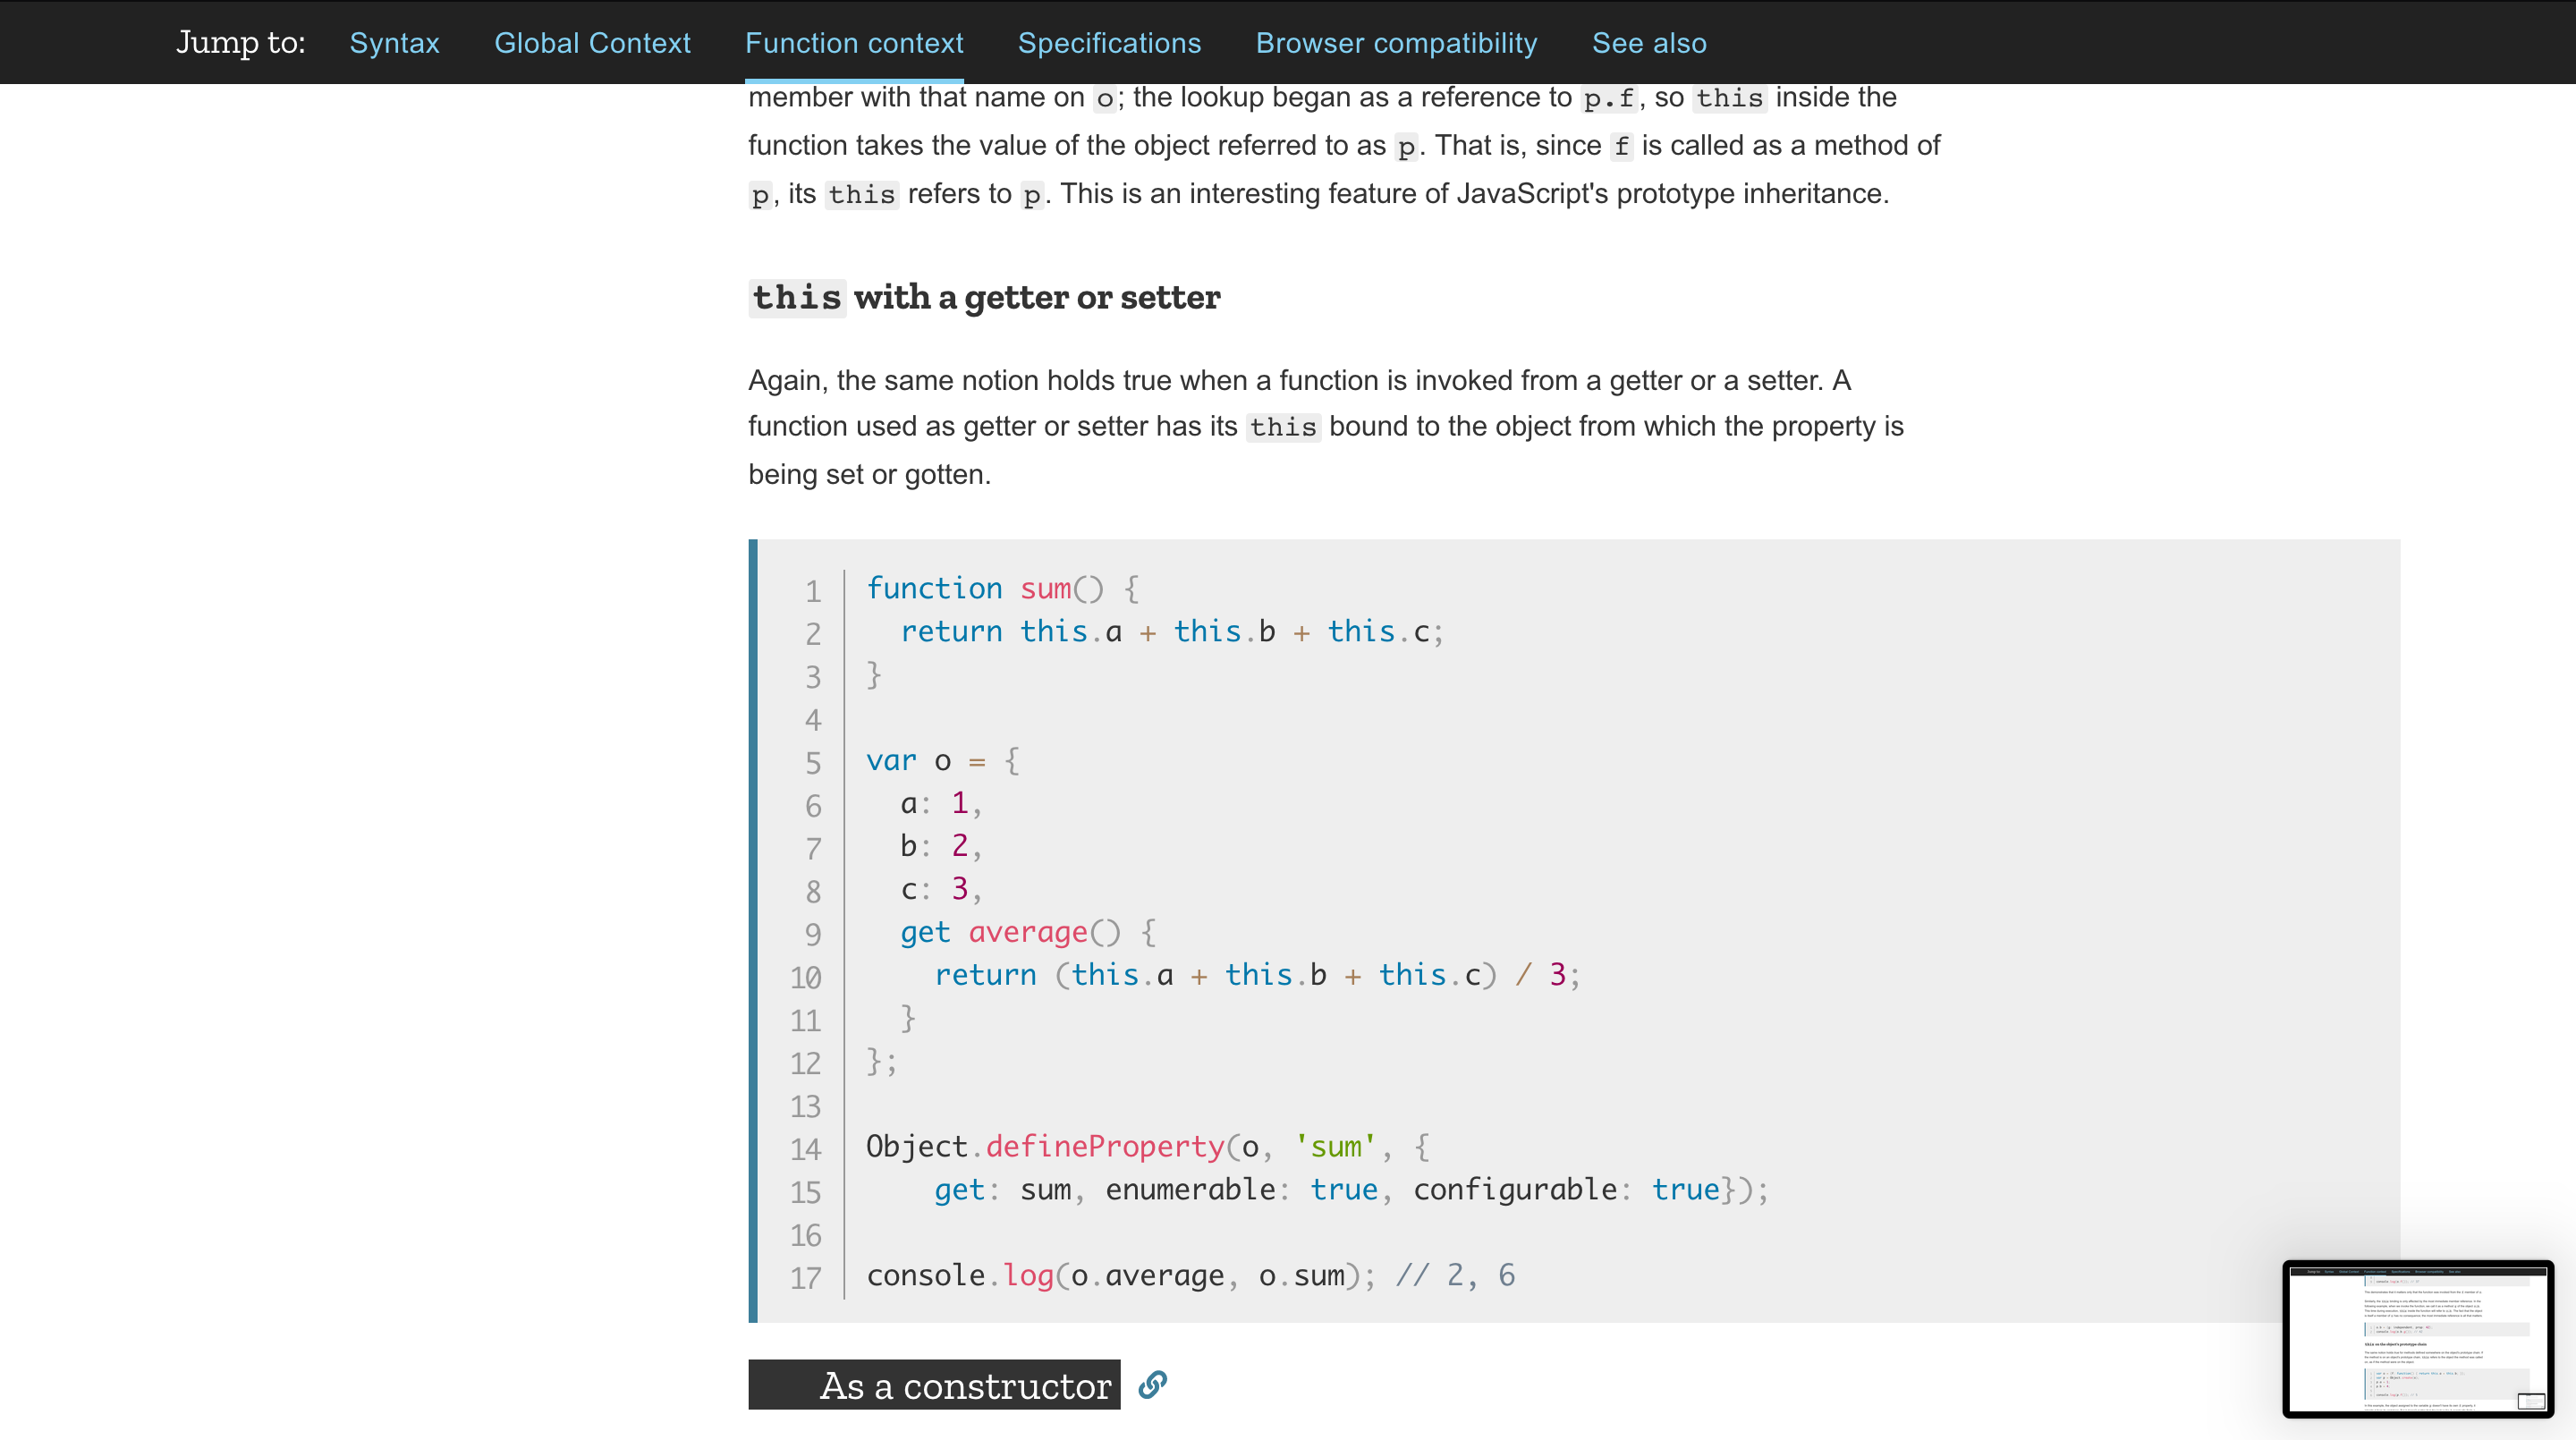 Jump to: Syntax Global Context Function context Specifications Browser compatibility See also
member with that name on o; the lookup began as a reference to p.f, so this inside the
function takes the value of the object referred to as p. That is, since f is called as a method of
p, its this refers to p. This is an interesting feature of JavaScript's prototype inheritance.
this with a getter or setter
Again, the same notion holds true when a function is invoked from a getter or a setter. A
function used as getter or setter has its this bound to the object from which the property is
being set or gotten.
1 function sum() {
2   return this.a + this.b + this.c;
3 }
4
5 var o = {
6   a: 1,
7   b: 2,
8   c: 3,
9   get average() {
10     return (this.a + this.b + this.c) / 3;
11   }
12 };
13
14 Object.defineProperty(o, 'sum', {
15     get: sum, enumerable: true, configurable: true});
16
17 console.log(o.average, o.sum); // 2, 6
As a constructor